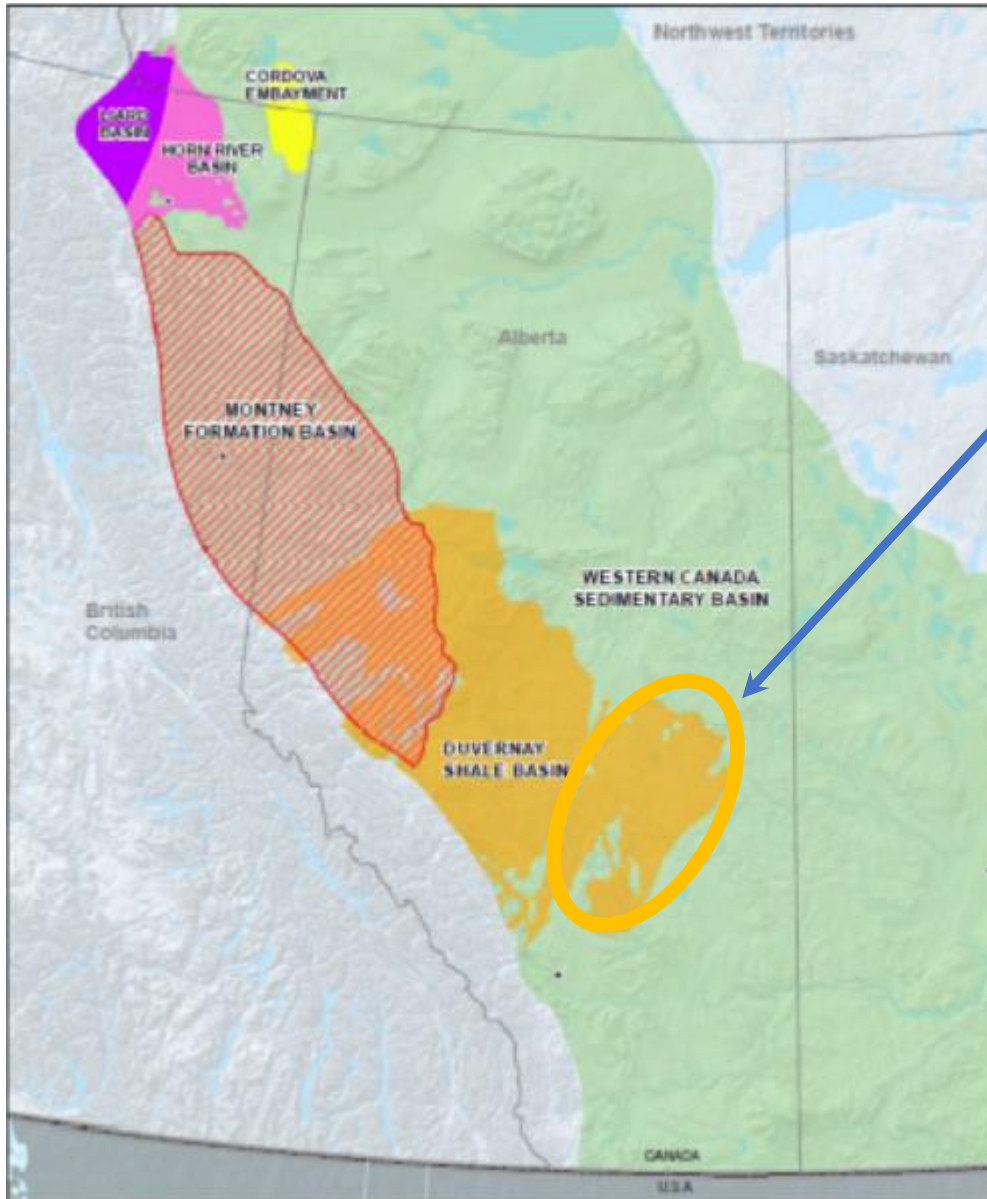 Northwest Territories
CORDOVA
EMBAYMENT
LIARD
BASIN
HORN RIVER
BASIN
Alberta
Saskatchewan
MONTNEY
FORMATION BASIN
WESTERN CANADA
SEDIMENTARY BASIN
British
Columbia
DUVERNAY
SHALE BASIN
CANADA
U.S.A